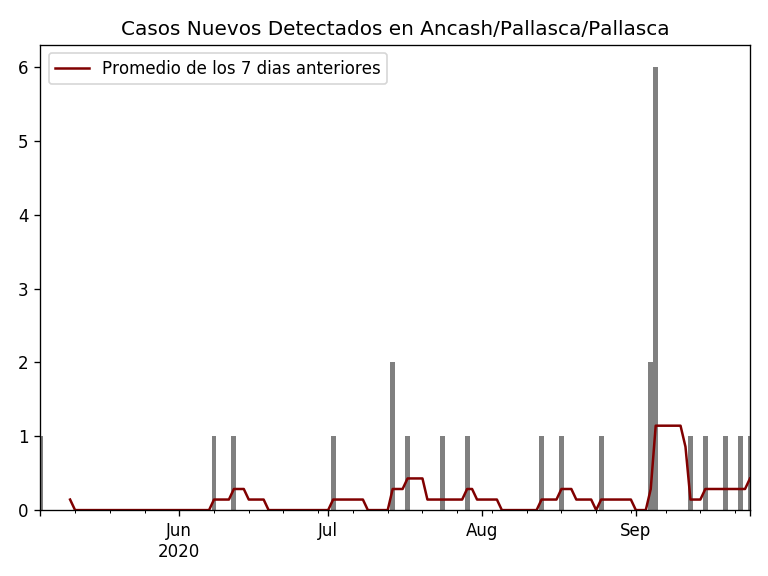 Casos Nuevos Detectados en Ancash/Pallasca/Pallasca
Promedio de los 7 dias anteriores
6
5
4
3
2
1
0
Jun
2020
Jul
Aug
Sep